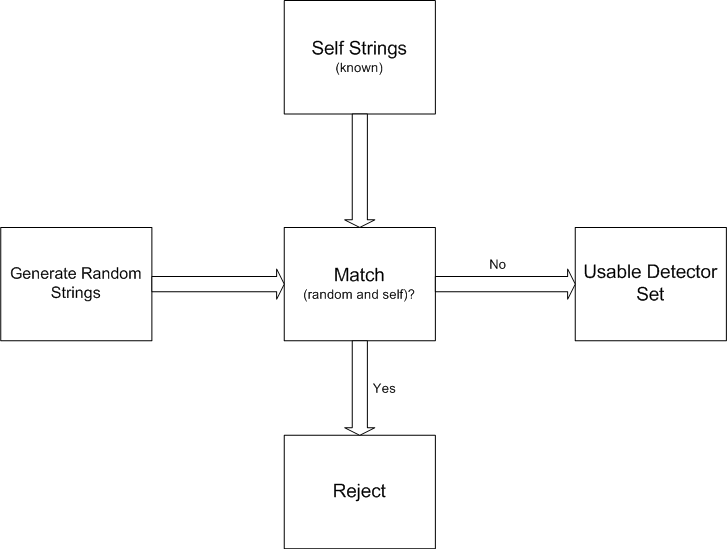 Self Strings
(known)
Generate Random
Strings
Match
(random and self)?
No
Usable Detector
Set
Yes
Reject